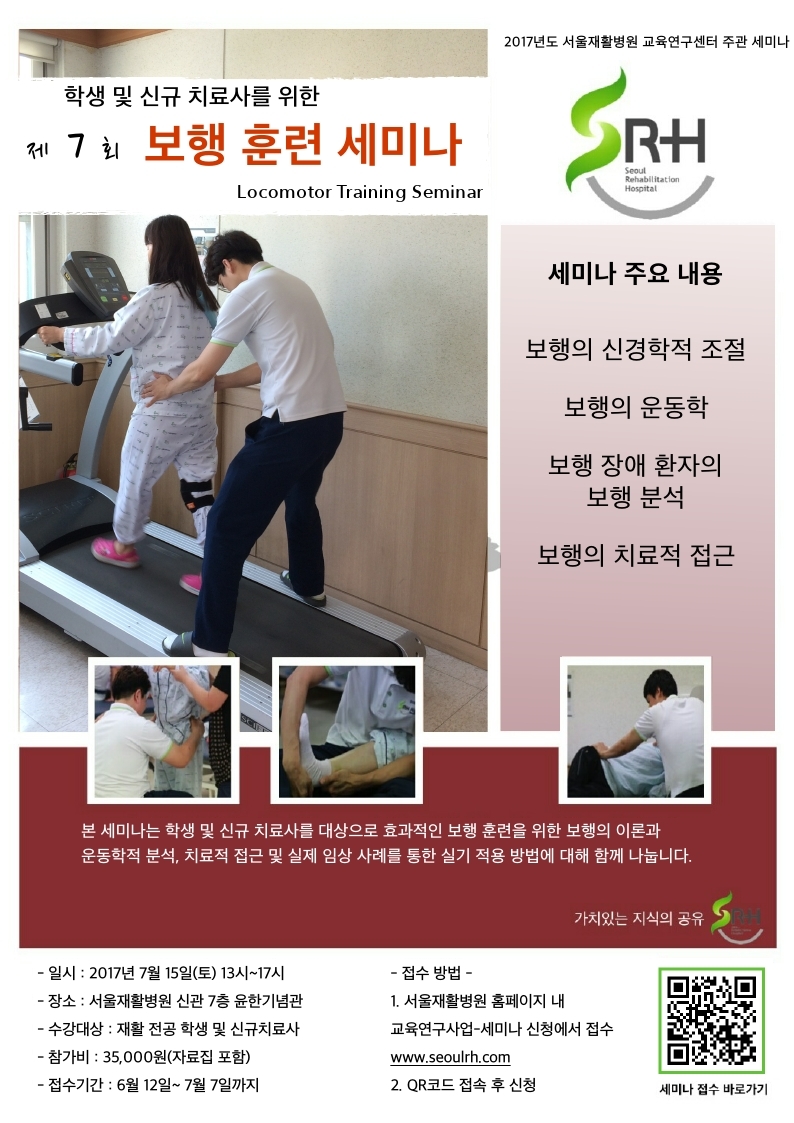 2017년도 서울재활병원 교육연구센터 주관 세미나
학생 및 신규 치료사를 위한
제 7 회 보행 훈련 세미나
Locomotor Training Seminar
SRH
Seoul
Rehabilitation
Hospital
세미나 주요 내용
보행의 신경학적 조절
보행의 운동학
보행 장애 환자의
보행 분석
보행의 치료적 접근
본 세미나는 학생 및 신규 치료사를 대상으로 효과적인 보행 훈련을 위한 보행의 이론과
운동학적 분석, 치료적 접근 및 실제 임상 사례를 통한 실기 적용 방법에 대해 함께 나눕니다.
가치있는 지식의 공유 SRH
- 일시 : 2017년 7월 15일(토) 13시~17시
- 장소 : 서울재활병원 신관 7층 윤한기념관
- 수강대상 : 재활 전공 학생 및 신규치료사
- 참가비 : 35,000원(자료집 포함)
- 접수기간 : 6월 12일~ 7월 7일까지
- 접수 방법 -
1. 서울재활병원 홈페이지 내
교육연구사업-세미나 신청에서 접수
www.seoulrh.com
2. QR코드 접속 후 신청
세미나 접수 바로가기